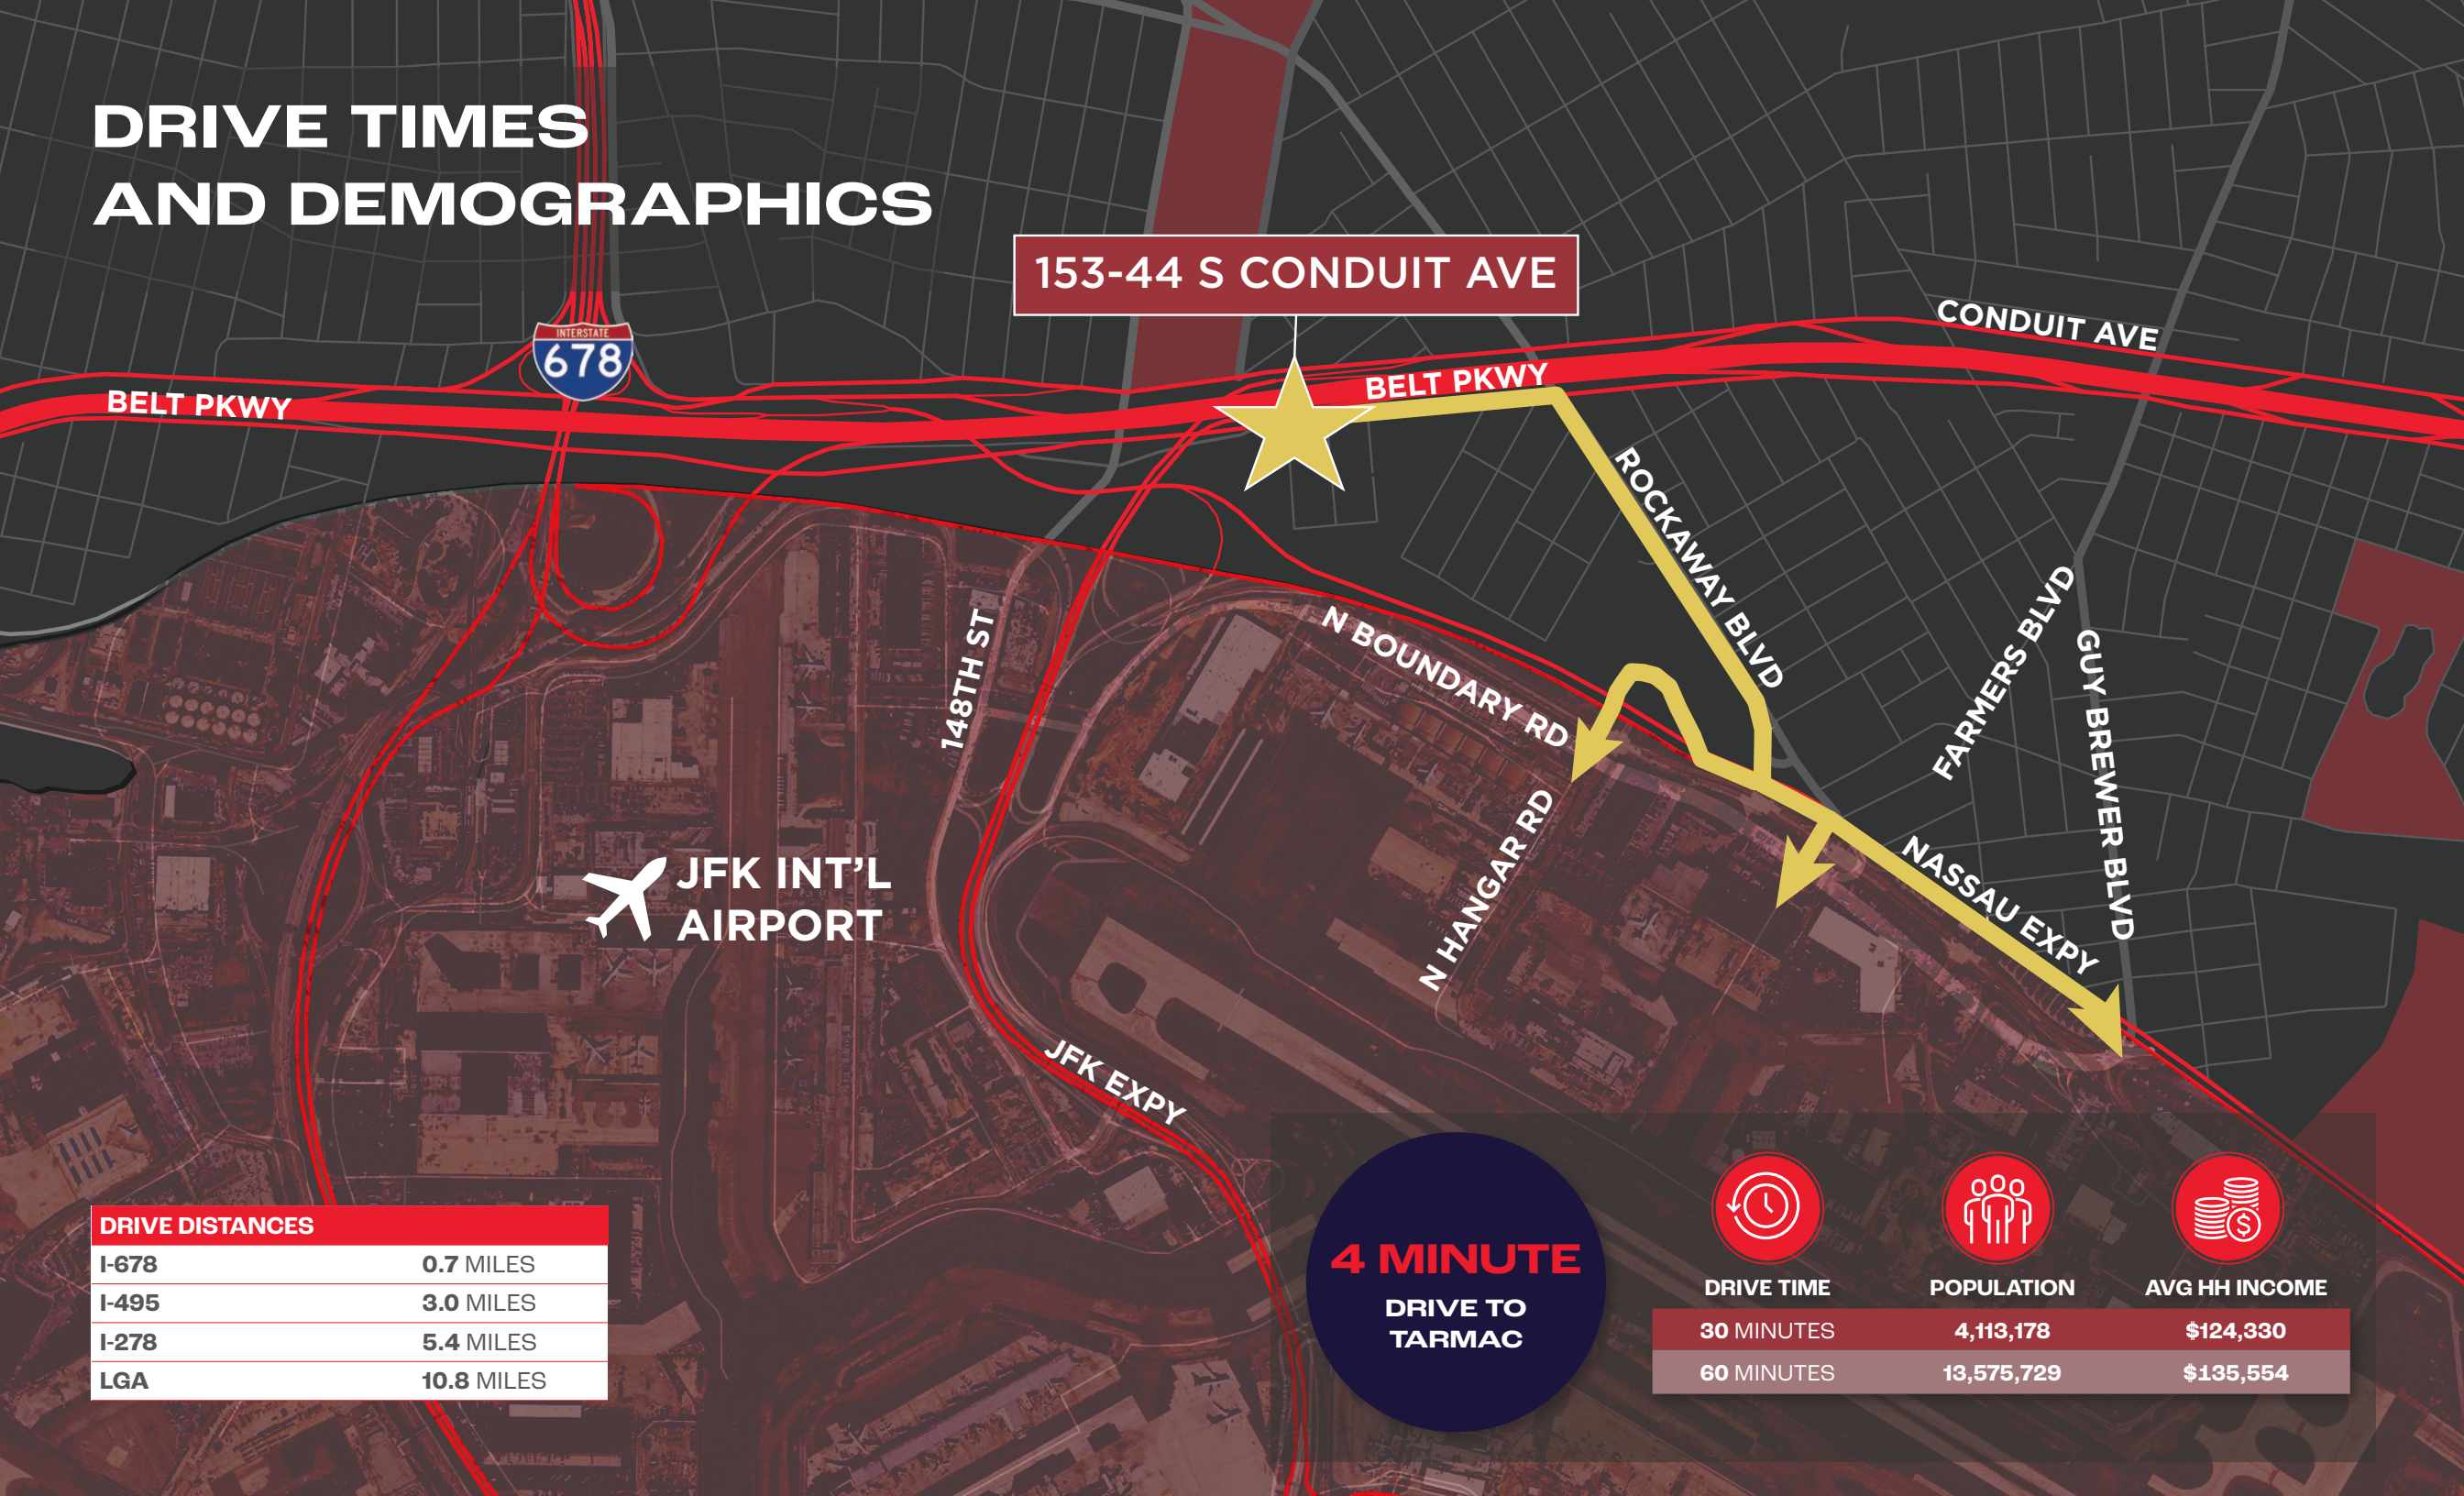 DRIVE TIMES
AND DEMOGRAPHICS
153-44 S CONDUIT AVE
INTERSTATE
678
CONDUIT AVE
BELT PKWY
BELT PKWY
ROCKAWAY BLVD
FARMERS BLVD
GUY BREWER BLVD
148TH ST
N BOUNDARY RD
N HANGAR RD
NASSAU EXPY
JFK INT'L
AIRPORT
JFK EXPY
DRIVE DISTANCES
I-678 0.7 MILES
I-495 3.0 MILES
I-278 5.4 MILES
LGA 10.8 MILES
4 MINUTE
DRIVE TO
TARMAC
$
DRIVE TIME POPULATION AVG HH INCOME
30 MINUTES 4,113,178 $124,330
60 MINUTES 13,575,729 $135,554